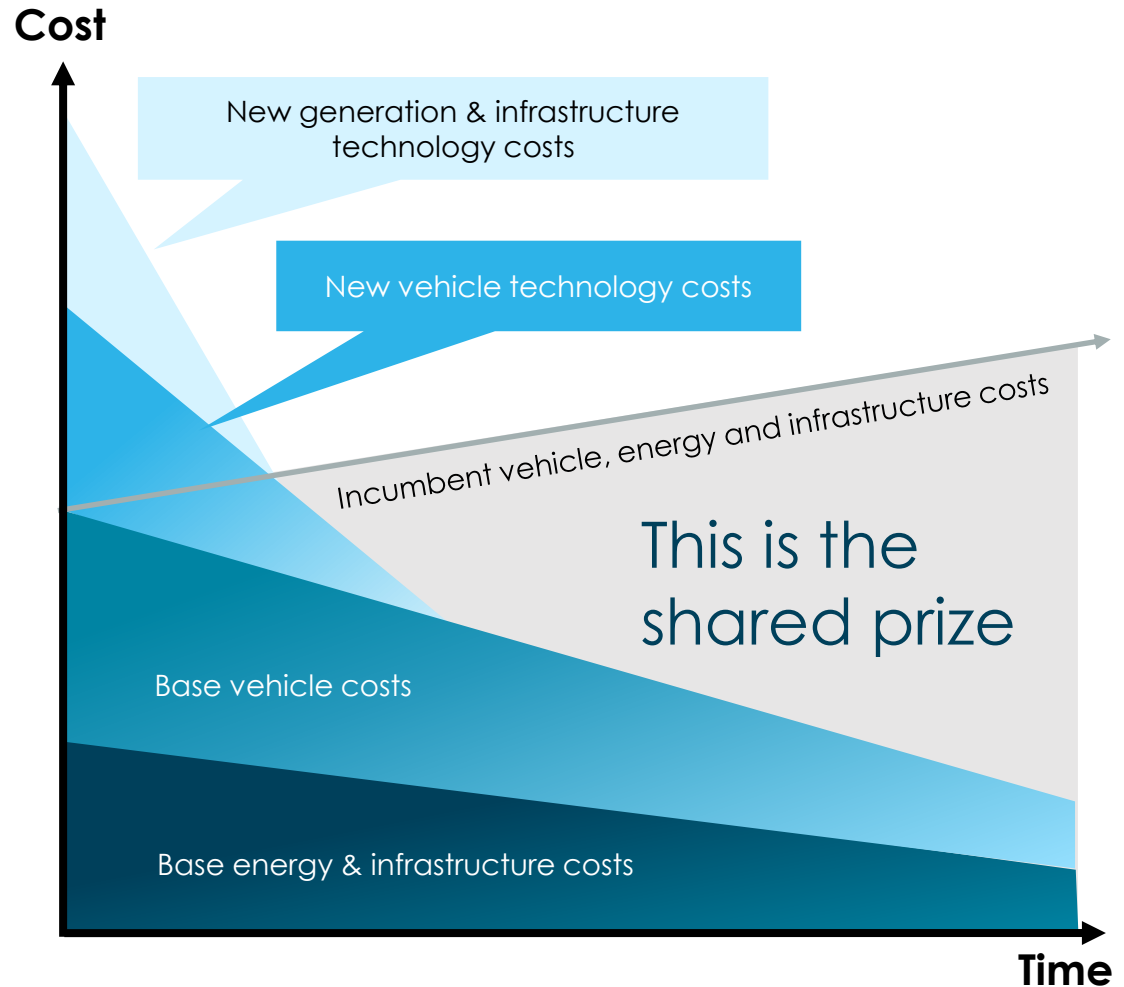 Cost
New generation & infrastructure
technology costs
New vehicle technology costs
Incumbent vehicle, energy and infrastructure costs
This is the
shared prize
Base vehicle costs
Base energy & infrastructure costs
Time